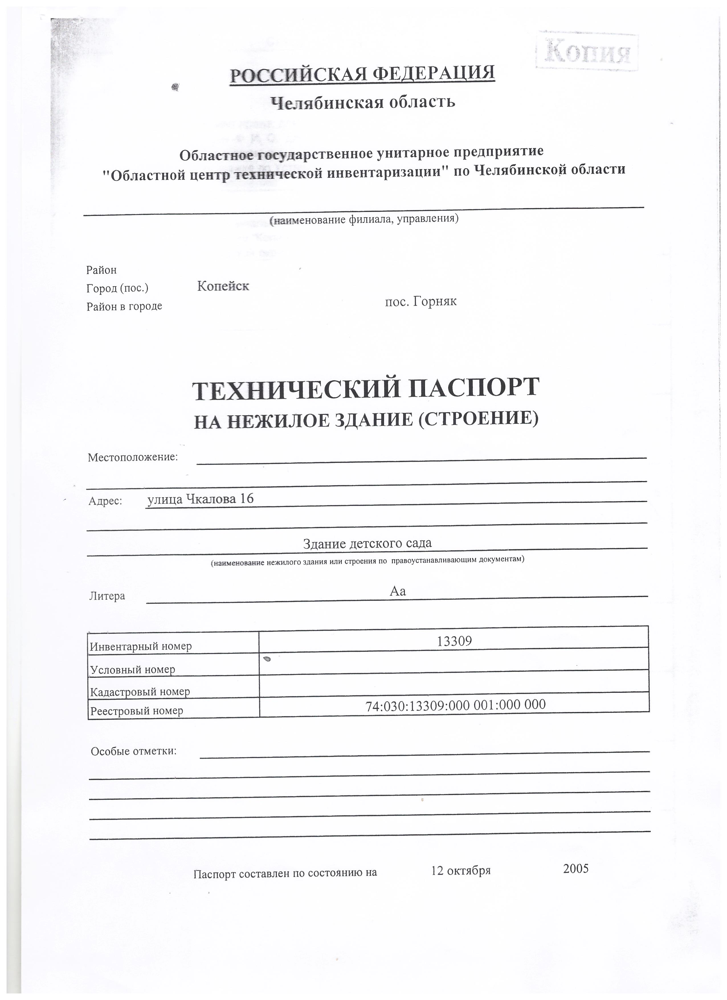 Копия
РОССИЙСКАЯ ФЕДЕРАЦИЯ
Челябинская область
Областное государственное унитарное предприятие
"Областной центр технической инвентаризации" по Челябинской области
(наименование филиала, управления)
Район
Город (пос.) Копейск
Район в городе пос. Горняк
ТЕХНИЧЕСКИЙ ПАСПОРТ
НА НЕЖИЛОЕ ЗДАНИЕ (СТРОЕНИЕ)
Местоположение:
Адрес: улица Чкалова 16
Здание детского сада
(наименование нежилого здания или строения по правоустанавливающим документам)
Литера Аа
Инвентарный номер 13309
Условный номер
Кадастровый номер
Реестровый номер 74:030:13309:000 001:000 000
Особые отметки:
Паспорт составлен по состоянию на 12 октября 2005